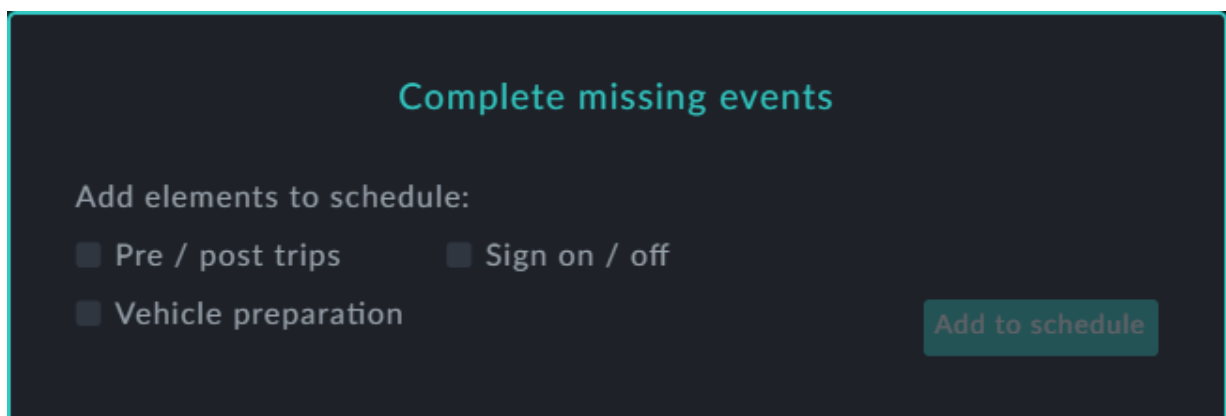 Complete missing events
Add elements to schedule:
Pre / post trips
Sign on / off
Vehicle preparation
Add to schedule